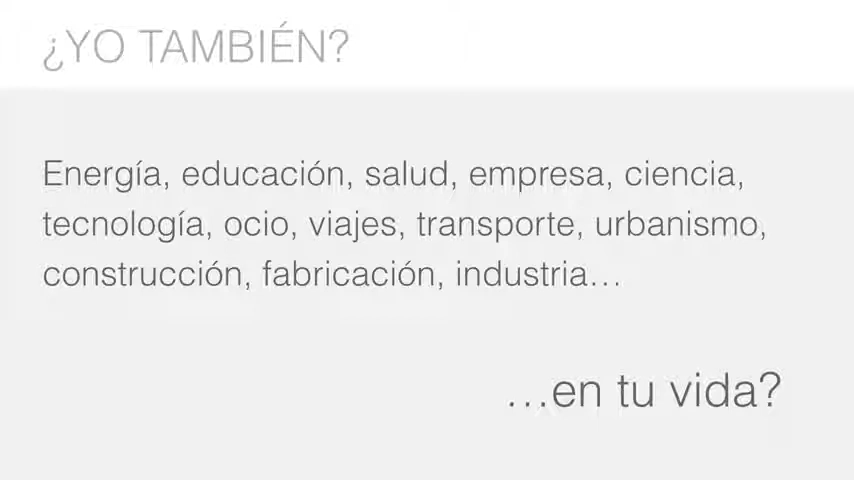 ¿YO TAMBIÉN?
Energía, educación, salud, empresa, ciencia,
tecnología, ocio, viajes, transporte, urbanismo,
construcción, fabricación, industria…
…en tu vida?